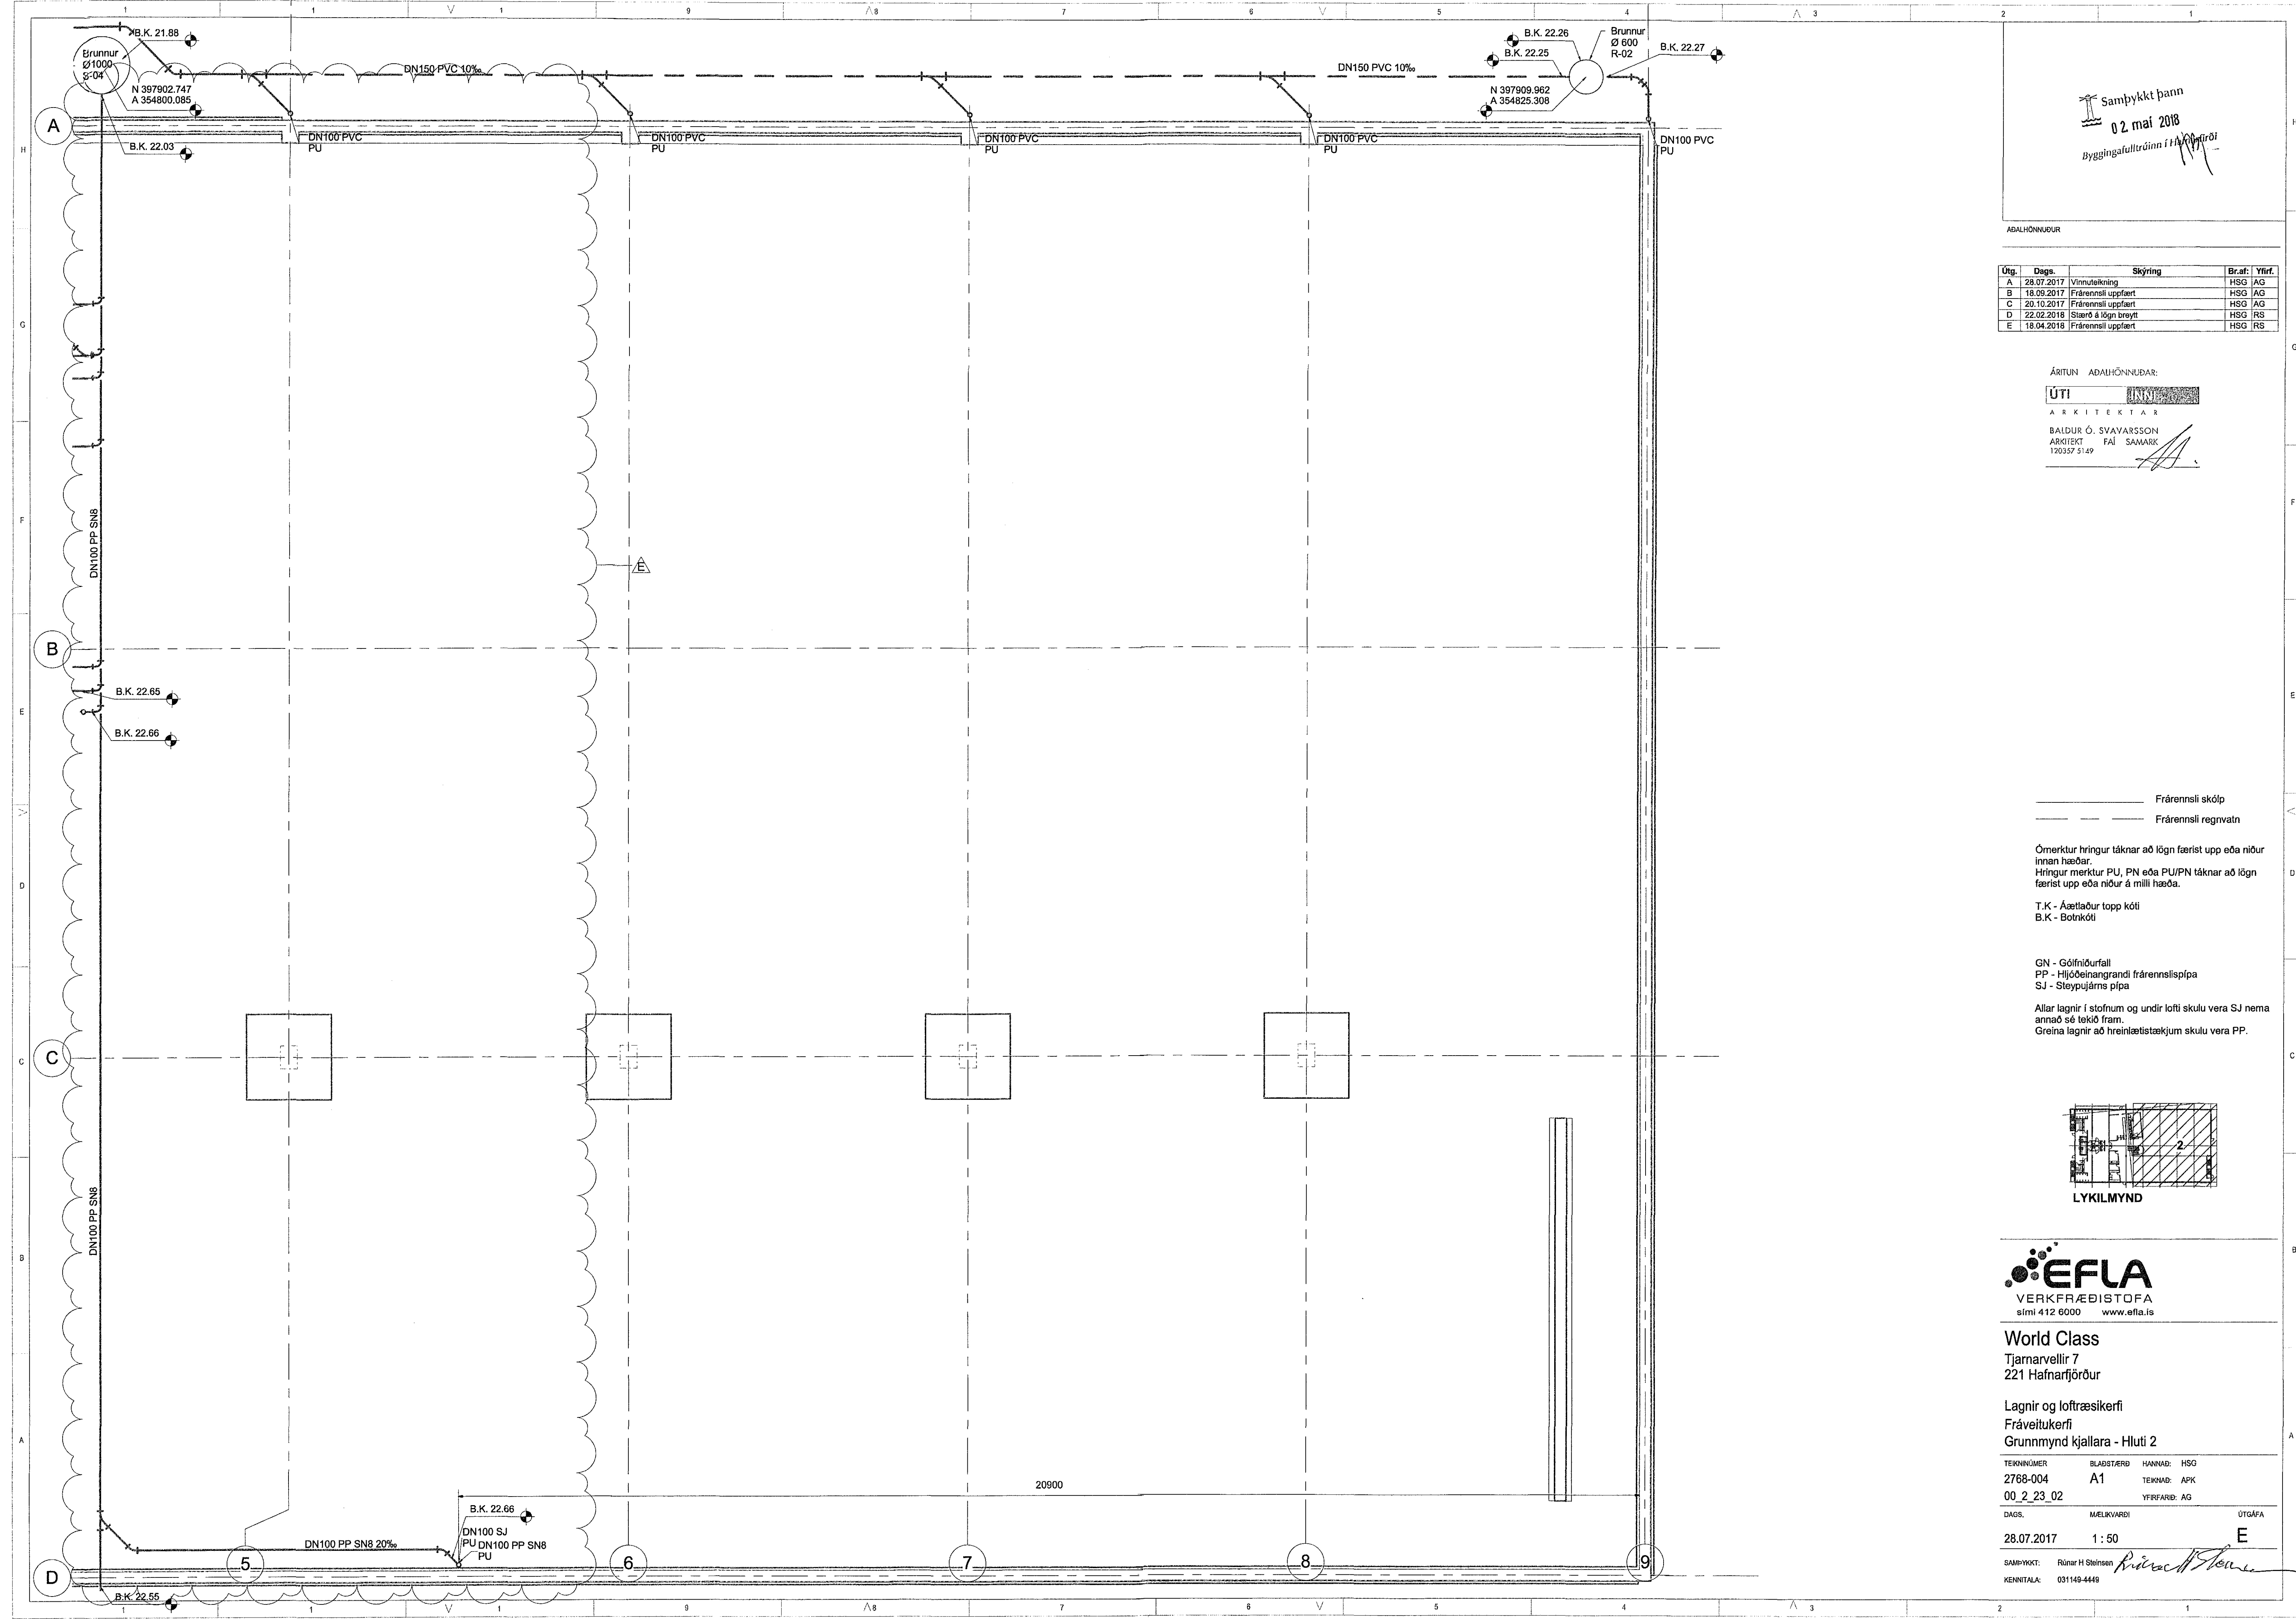 B.K. 21.88
Brunnur
Ø1000
S-04
N 397902.747
A 354800.085
B.K. 22.03
DN150 PVC 10‰
DN150 PVC 10‰
B.K. 22.26
B.K. 22.25
Brunnur
Ø 600
R-02
B.K. 22.27
N 397909.962
A 354825.308
A
DN100 PVC
PU
DN100 PVC
PU
DN100 PVC
PU
DN100 PVC
PU
DN100 PVC
PU
DN100 PP SN8
E
B
B.K. 22.65
B.K. 22.66
C
DN100 PP SN8
20900
B.K. 22.66
DN100 SJ
PU
DN100 PP SN8
PU
DN100 PP SN8 20‰
5
6
7
8
9
D
B.K. 22.55
Samþykkt þann
02 maí 2018
Byggingafulltrúinn í Hafnarfirði
AÐALHÖNNUÐUR
Útg. Dags. Skýring Br.af: Yfirf.
A 28.07.2017 Vinnuteikning HSG AG
B 18.09.2017 Frárennsli uppfært HSG AG
C 20.10.2017 Frárennsli uppfært HSG AG
D 22.02.2018 Stærð á lögn breytt HSG RS
E 18.04.2018 Frárennsli uppfært HSG RS
ÁRITUN AÐALHÖNNUÐAR:
ÚTI INNI
ARKITEKTAR
BALDUR Ó. SVAVARSSON
ARKITEKT FAÍ SAMARK
120357 5149
Frárennsli skólp
Frárennsli regnvatn
Ómerktur hringur táknar að lögn færist upp eða niður
innan hæðar.
Hringur merktur PU, PN eða PU/PN táknar að lögn
færist upp eða niður á milli hæða.
T.K - Áætlaður topp kóti
B.K - Botnkóti
GN - Gólfniðurfall
PP - Hljóðeinangrandi frárennslispípa
SJ - Steypujárns pípa
Allar lagnir í stofnum og undir lofti skulu vera SJ nema
annað sé tekið fram.
Greina lagnir að hreinlætistækjum skulu vera PP.
2
LYKILMYND
EFLA
VERKFRÆÐISTOFA
sími 412 6000 www.efla.is
World Class
Tjarnarvellir 7
221 Hafnarfjörður
Lagnir og loftræsikerfi
Fráveitukerfi
Grunnmynd kjallara - Hluti 2
TEIKNINÚMER BLAÐSTÆRÐ HANNAÐ: HSG
2768-004 A1 TEIKNAÐ: APK
00_2_23_02 YFIRFARIÐ: AG
DAGS. MÆLIKVARÐI ÚTGÁFA
28.07.2017 1 : 50 E
SAMÞYKKT: Rúnar H Steinsen
KENNITALA: 031149-4449